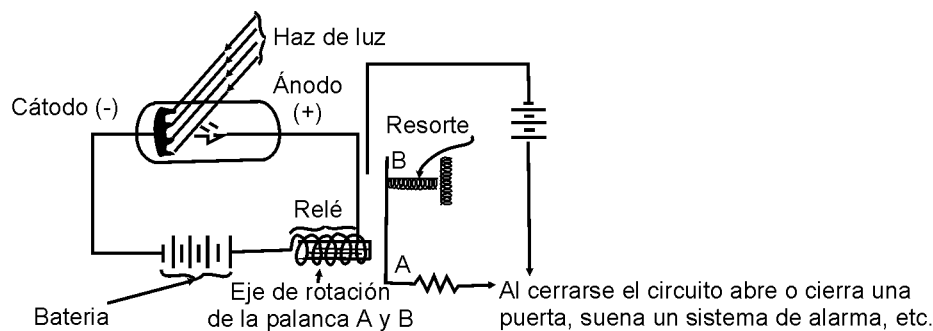 Haz de luz
Cátodo (-)
Ánodo
(+)
Resorte
B
Relé
A
Bateria
Eje de rotación
de la palanca A y B
Al cerrarse el circuito abre o cierra una
puerta, suena un sistema de alarma, etc.